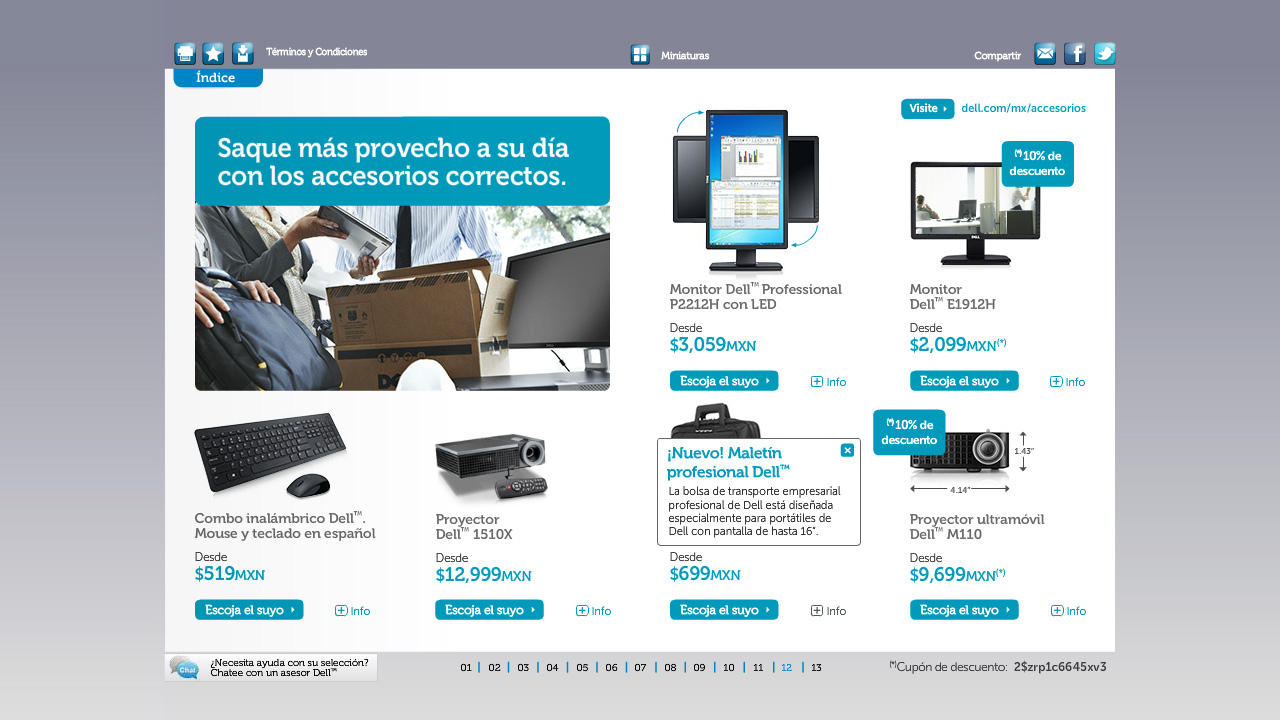 Términos y Condiciones
Miniaturas
Compartir
Índice
Visite
dell.com/mx/accesorios
Saque más provecho a su día
con los accesorios correctos.
(*)10% de
descuento
Monitor Dell™ Professional
P2212H con LED
Desde
$3,059MXN
Escoja el suyo
Info
Monitor
Dell™ E1912H
Desde
$2,099MXN(*)
Escoja el suyo
Info
Combo inalámbrico Dell™.
Mouse y teclado en español
Desde
$519MXN
Escoja el suyo
Info
Proyector
Dell™ 1510X
Desde
$12,999MXN
Escoja el suyo
Info
¡Nuevo! Maletín
profesional Dell™
La bolsa de transporte empresarial
profesional de Dell está diseñada
especialmente para portátiles de
Dell con pantalla de hasta 16".
Desde
$699MXN
Escoja el suyo
Info
(*)10% de
descuento
1.43"
4.14"
Proyector ultramóvil
Dell™ M110
Desde
$9,699MXN(*)
Escoja el suyo
Info
Chat
¿Necesita ayuda con su selección?
Chatee con un asesor Dell™
01 | 02 | 03 | 04 | 05 | 06 | 07 | 08 | 09 | 10 | 11 | 12 | 13
(*)Cupón de descuento: 2$zrp1c6645xv3